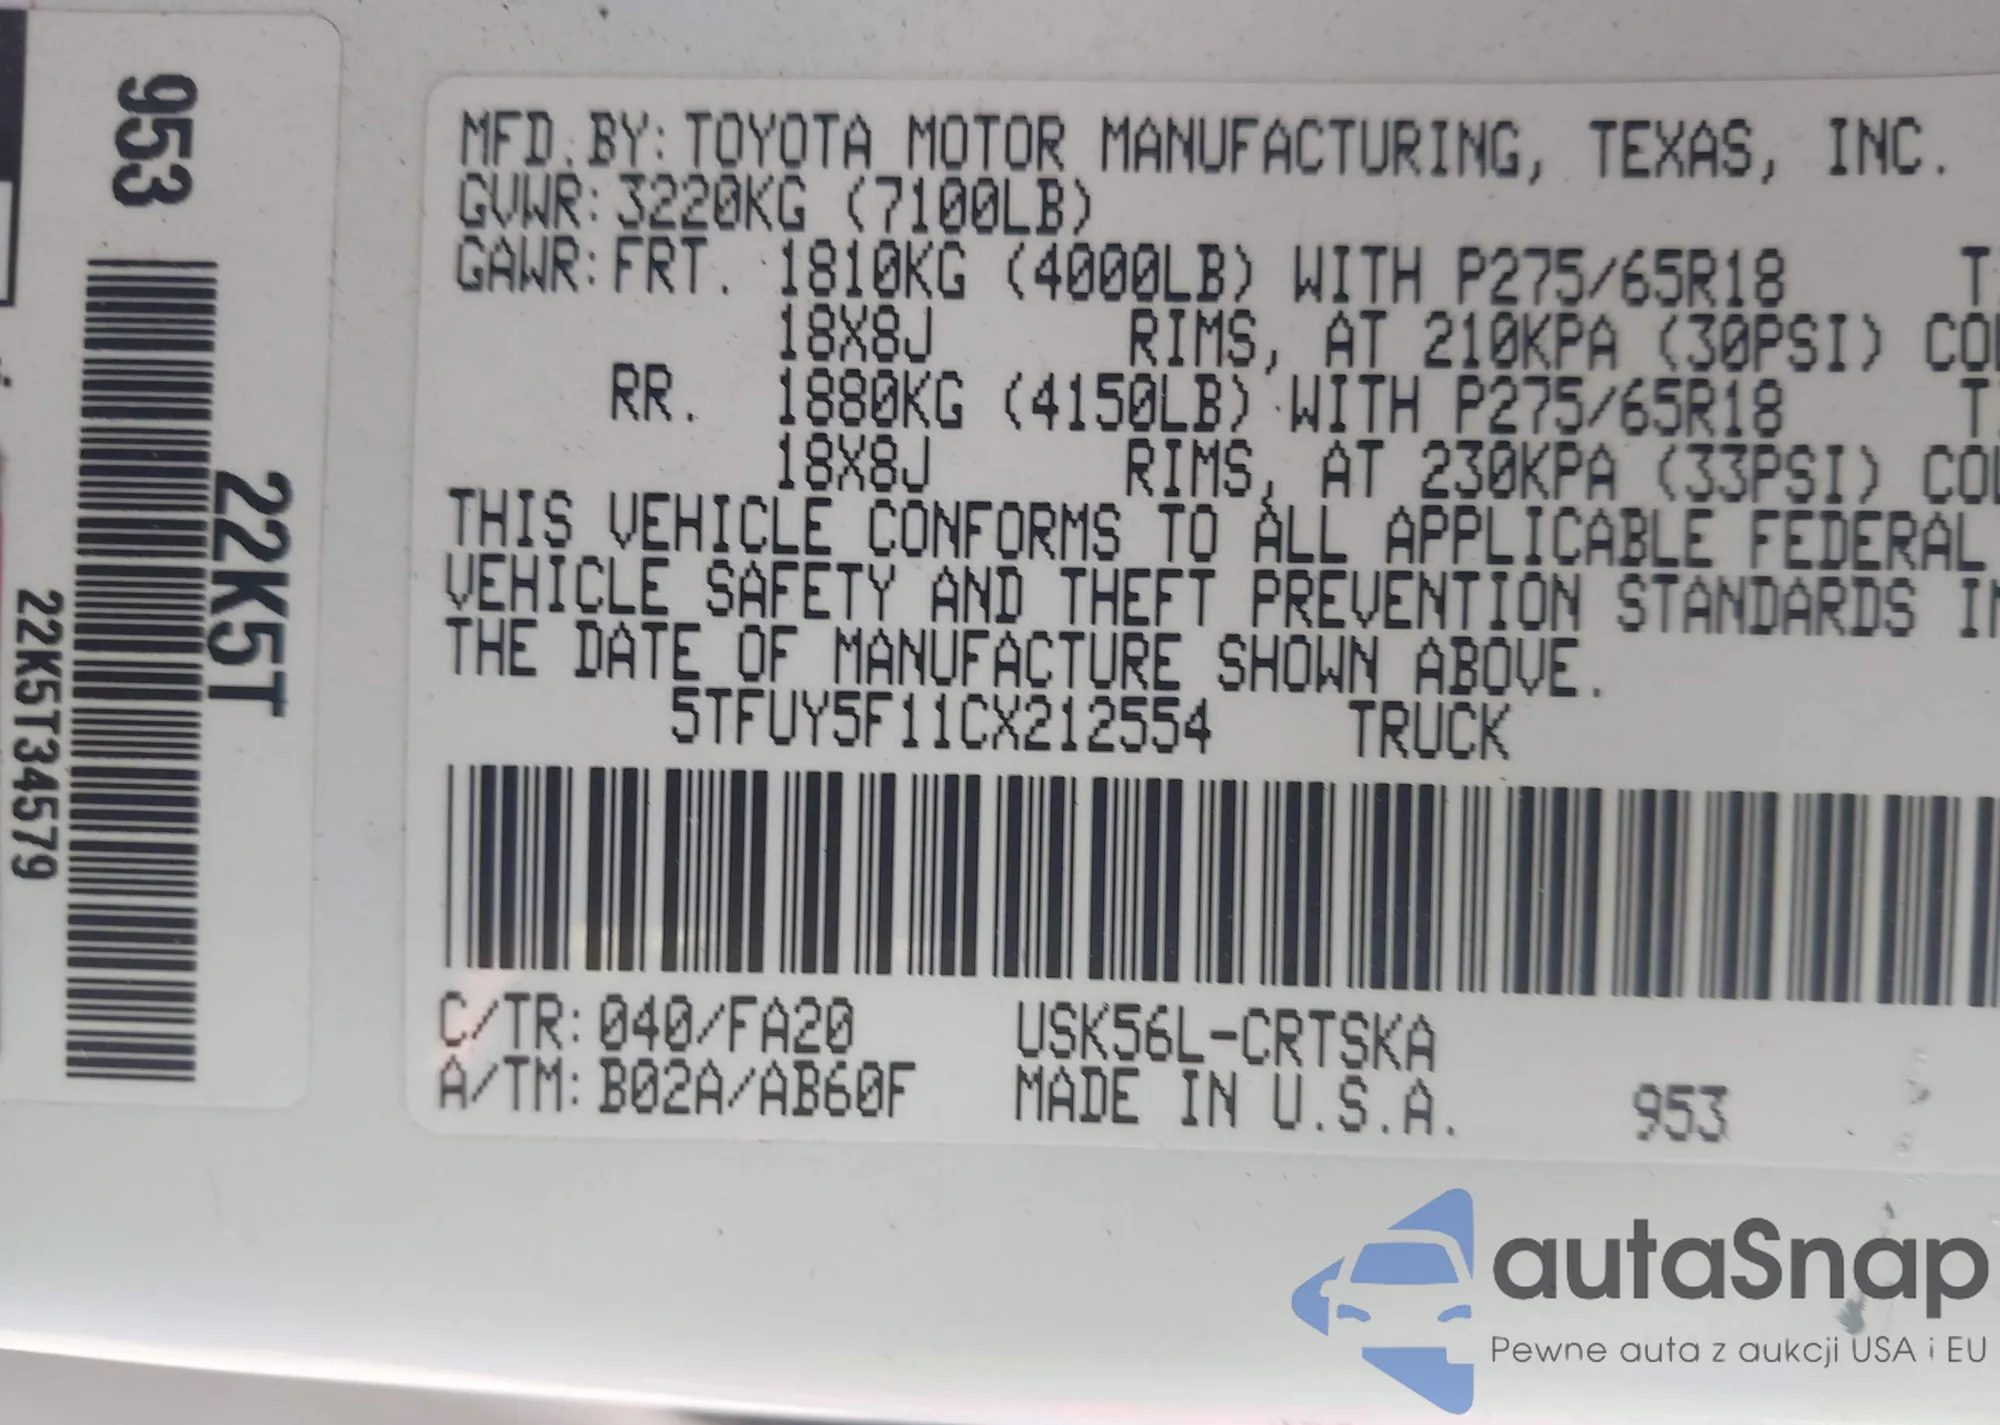 953
22K5T
22K5T34579
MFD. BY: TOYOTA MOTOR MANUFACTURING, TEXAS, INC.
GVWR: 3220KG (7100LB)
GAWR: FRT. 1810KG (4000LB) WITH P275/65R18
18X8J RIMS, AT 210KPA (30PSI)
RR. 1880KG (4150LB) WITH P275/65R18
18X8J RIMS, AT 230KPA (33PSI)
THIS VEHICLE CONFORMS TO ALL APPLICABLE FEDERAL
VEHICLE SAFETY AND THEFT PREVENTION STANDARDS
THE DATE OF MANUFACTURE SHOWN ABOVE.
5TFUY5F11CX212554 TRUCK
C/TR: 040/FA20 USK56L-CRTSKA
A/TM: B02A/AB60F MADE IN U.S.A. 953
autaSnap
Pewne auta z aukcji USA i EU